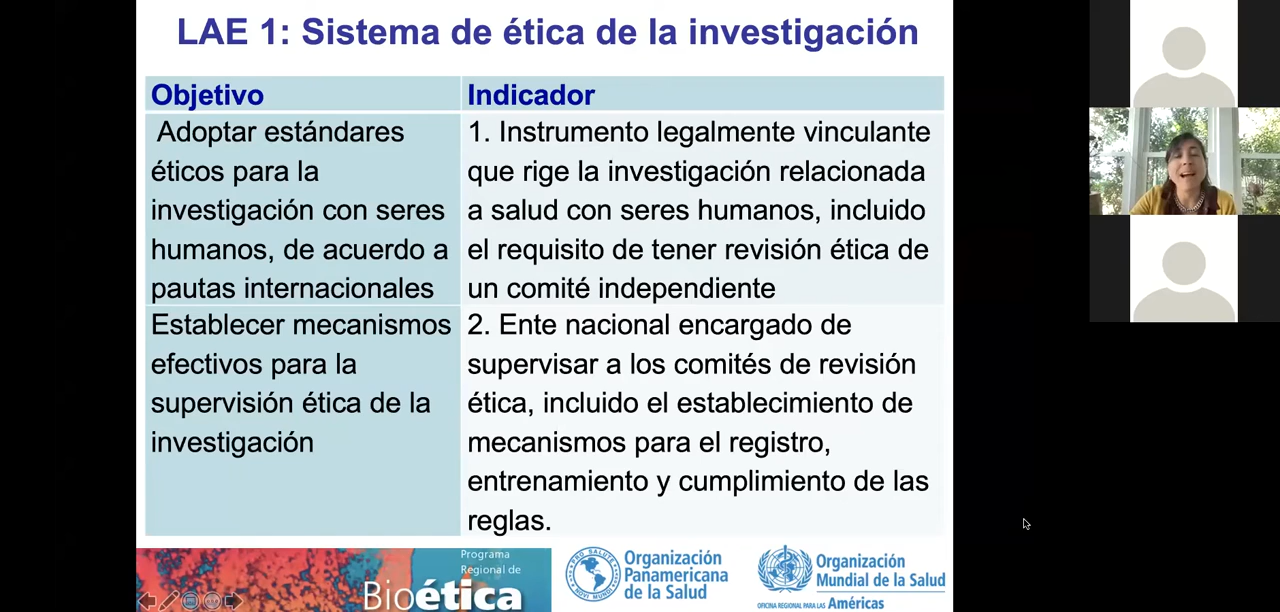 LAE 1: Sistema de ética de la investigación
Objetivo
Indicador
Adoptar estándares
éticos para la
investigación con seres
humanos, de acuerdo a
pautas internacionales
1. Instrumento legalmente vinculante
que rige la investigación relacionada
a salud con seres humanos, incluido
el requisito de tener revisión ética de
un comité independiente
Establecer mecanismos
efectivos para la
supervisión ética de la
investigación
2. Ente nacional encargado de
supervisar a los comités de revisión
ética, incluido el establecimiento de
mecanismos para el registro,
entrenamiento y cumplimiento de las
reglas.
Programa
Regional de
Bioética
PRO SALUTE
NOVI MUNDI
Organización
Panamericana
de la Salud
Organización
Mundial de la Salud
OFICINA REGIONAL PARA LAS Américas